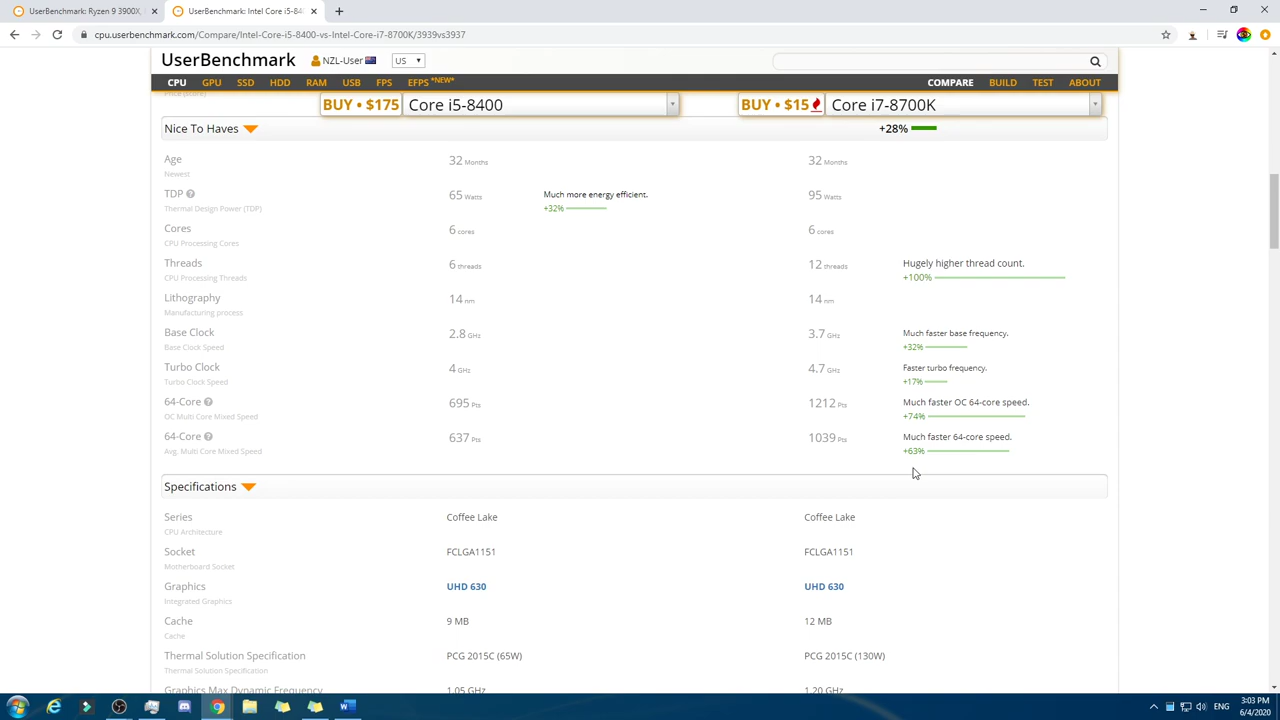 UserBenchmark: Ryzen 9 3900X,
UserBenchmark: Intel Core i5-84
cpu.userbenchmark.com/Compare/Intel-Core-i5-8400-vs-Intel-Core-i7-8700K/3939vs3937
UserBenchmark NZL-User US
CPU GPU SSD HDD RAM USB FPS EFPS *NEW* COMPARE BUILD TEST ABOUT
BUY • $175 Core i5-8400 BUY • $15 Core i7-8700K
Nice To Haves +28%
Age 32 Months 32 Months
Newest
TDP 65 Watts Much more energy efficient. 95 Watts
Thermal Design Power (TDP) +32%
Cores 6 cores 6 cores
CPU Processing Cores
Threads 6 threads 12 threads Hugely higher thread count.
CPU Processing Threads +100%
Lithography 14 nm 14 nm
Manufacturing process
Base Clock 2.8 GHz 3.7 GHz Much faster base frequency.
Base Clock Speed +32%
Turbo Clock 4 GHz 4.7 GHz Faster turbo frequency.
Turbo Clock Speed +17%
64-Core 695 Pts 1212 Pts Much faster OC 64-core speed.
OC Multi Core Mixed Speed +74%
64-Core 637 Pts 1039 Pts Much faster 64-core speed.
Avg. Multi Core Mixed Speed +63%
Specifications
Series Coffee Lake Coffee Lake
CPU Architecture
Socket FCLGA1151 FCLGA1151
Motherboard Socket
Graphics UHD 630 UHD 630
Integrated Graphics
Cache 9 MB 12 MB
Cache
Thermal Solution Specification PCG 2015C (65W) PCG 2015C (130W)
Thermal Solution Specification
Graphics Max Dynamic Frequency 1.05 GHz 1.20 GHz
ENG 3:03 PM
6/4/2020